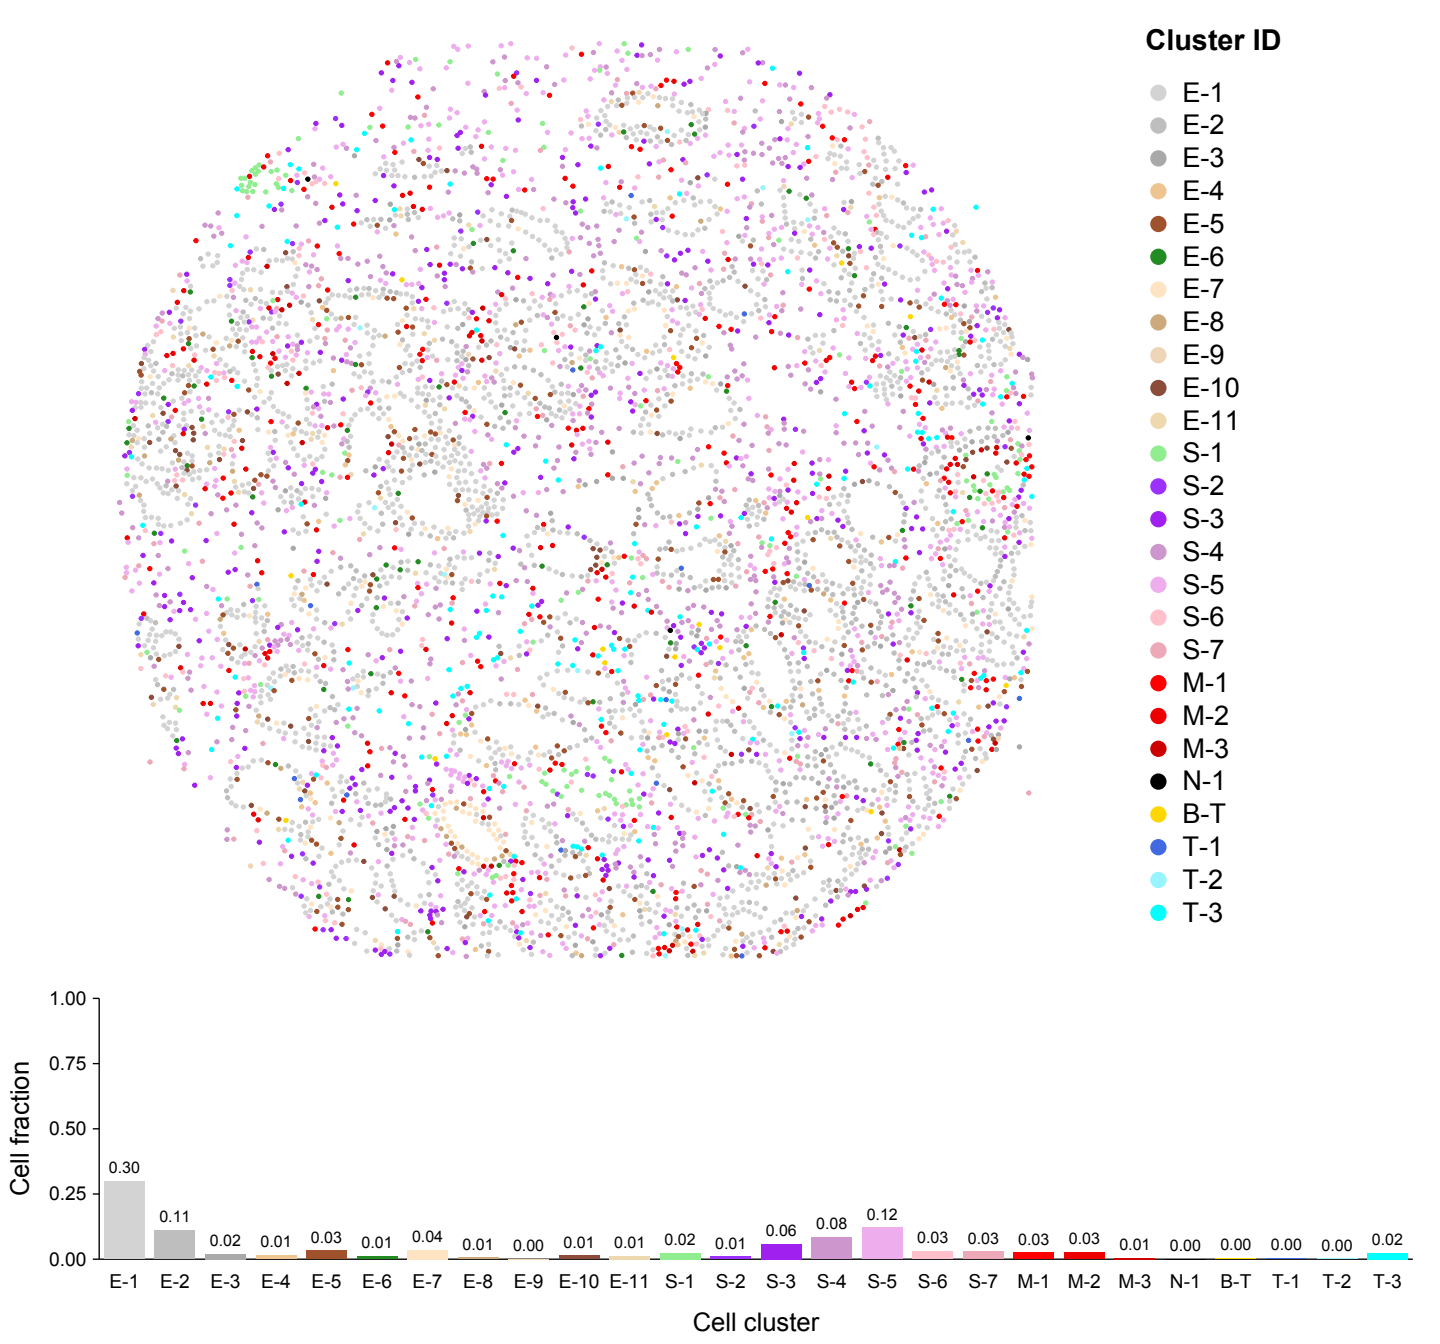 Cluster ID
E-1
E-2
E-3
E-4
E-5
E-6
E-7
E-8
E-9
E-10
E-11
S-1
S-2
S-3
S-4
S-5
S-6
S-7
M-1
M-2
M-3
N-1
B-T
T-1
T-2
T-3
Cell fraction
1.00
0.75
0.50
0.25
0.00
0.30 0.11 0.02 0.01 0.03 0.01 0.04 0.01 0.00 0.01 0.01 0.02 0.01 0.06 0.08 0.12 0.03 0.03 0.03 0.03 0.01 0.00 0.00 0.00 0.00 0.02
E-1 E-2 E-3 E-4 E-5 E-6 E-7 E-8 E-9 E-10 E-11 S-1 S-2 S-3 S-4 S-5 S-6 S-7 M-1 M-2 M-3 N-1 B-T T-1 T-2 T-3
Cell cluster